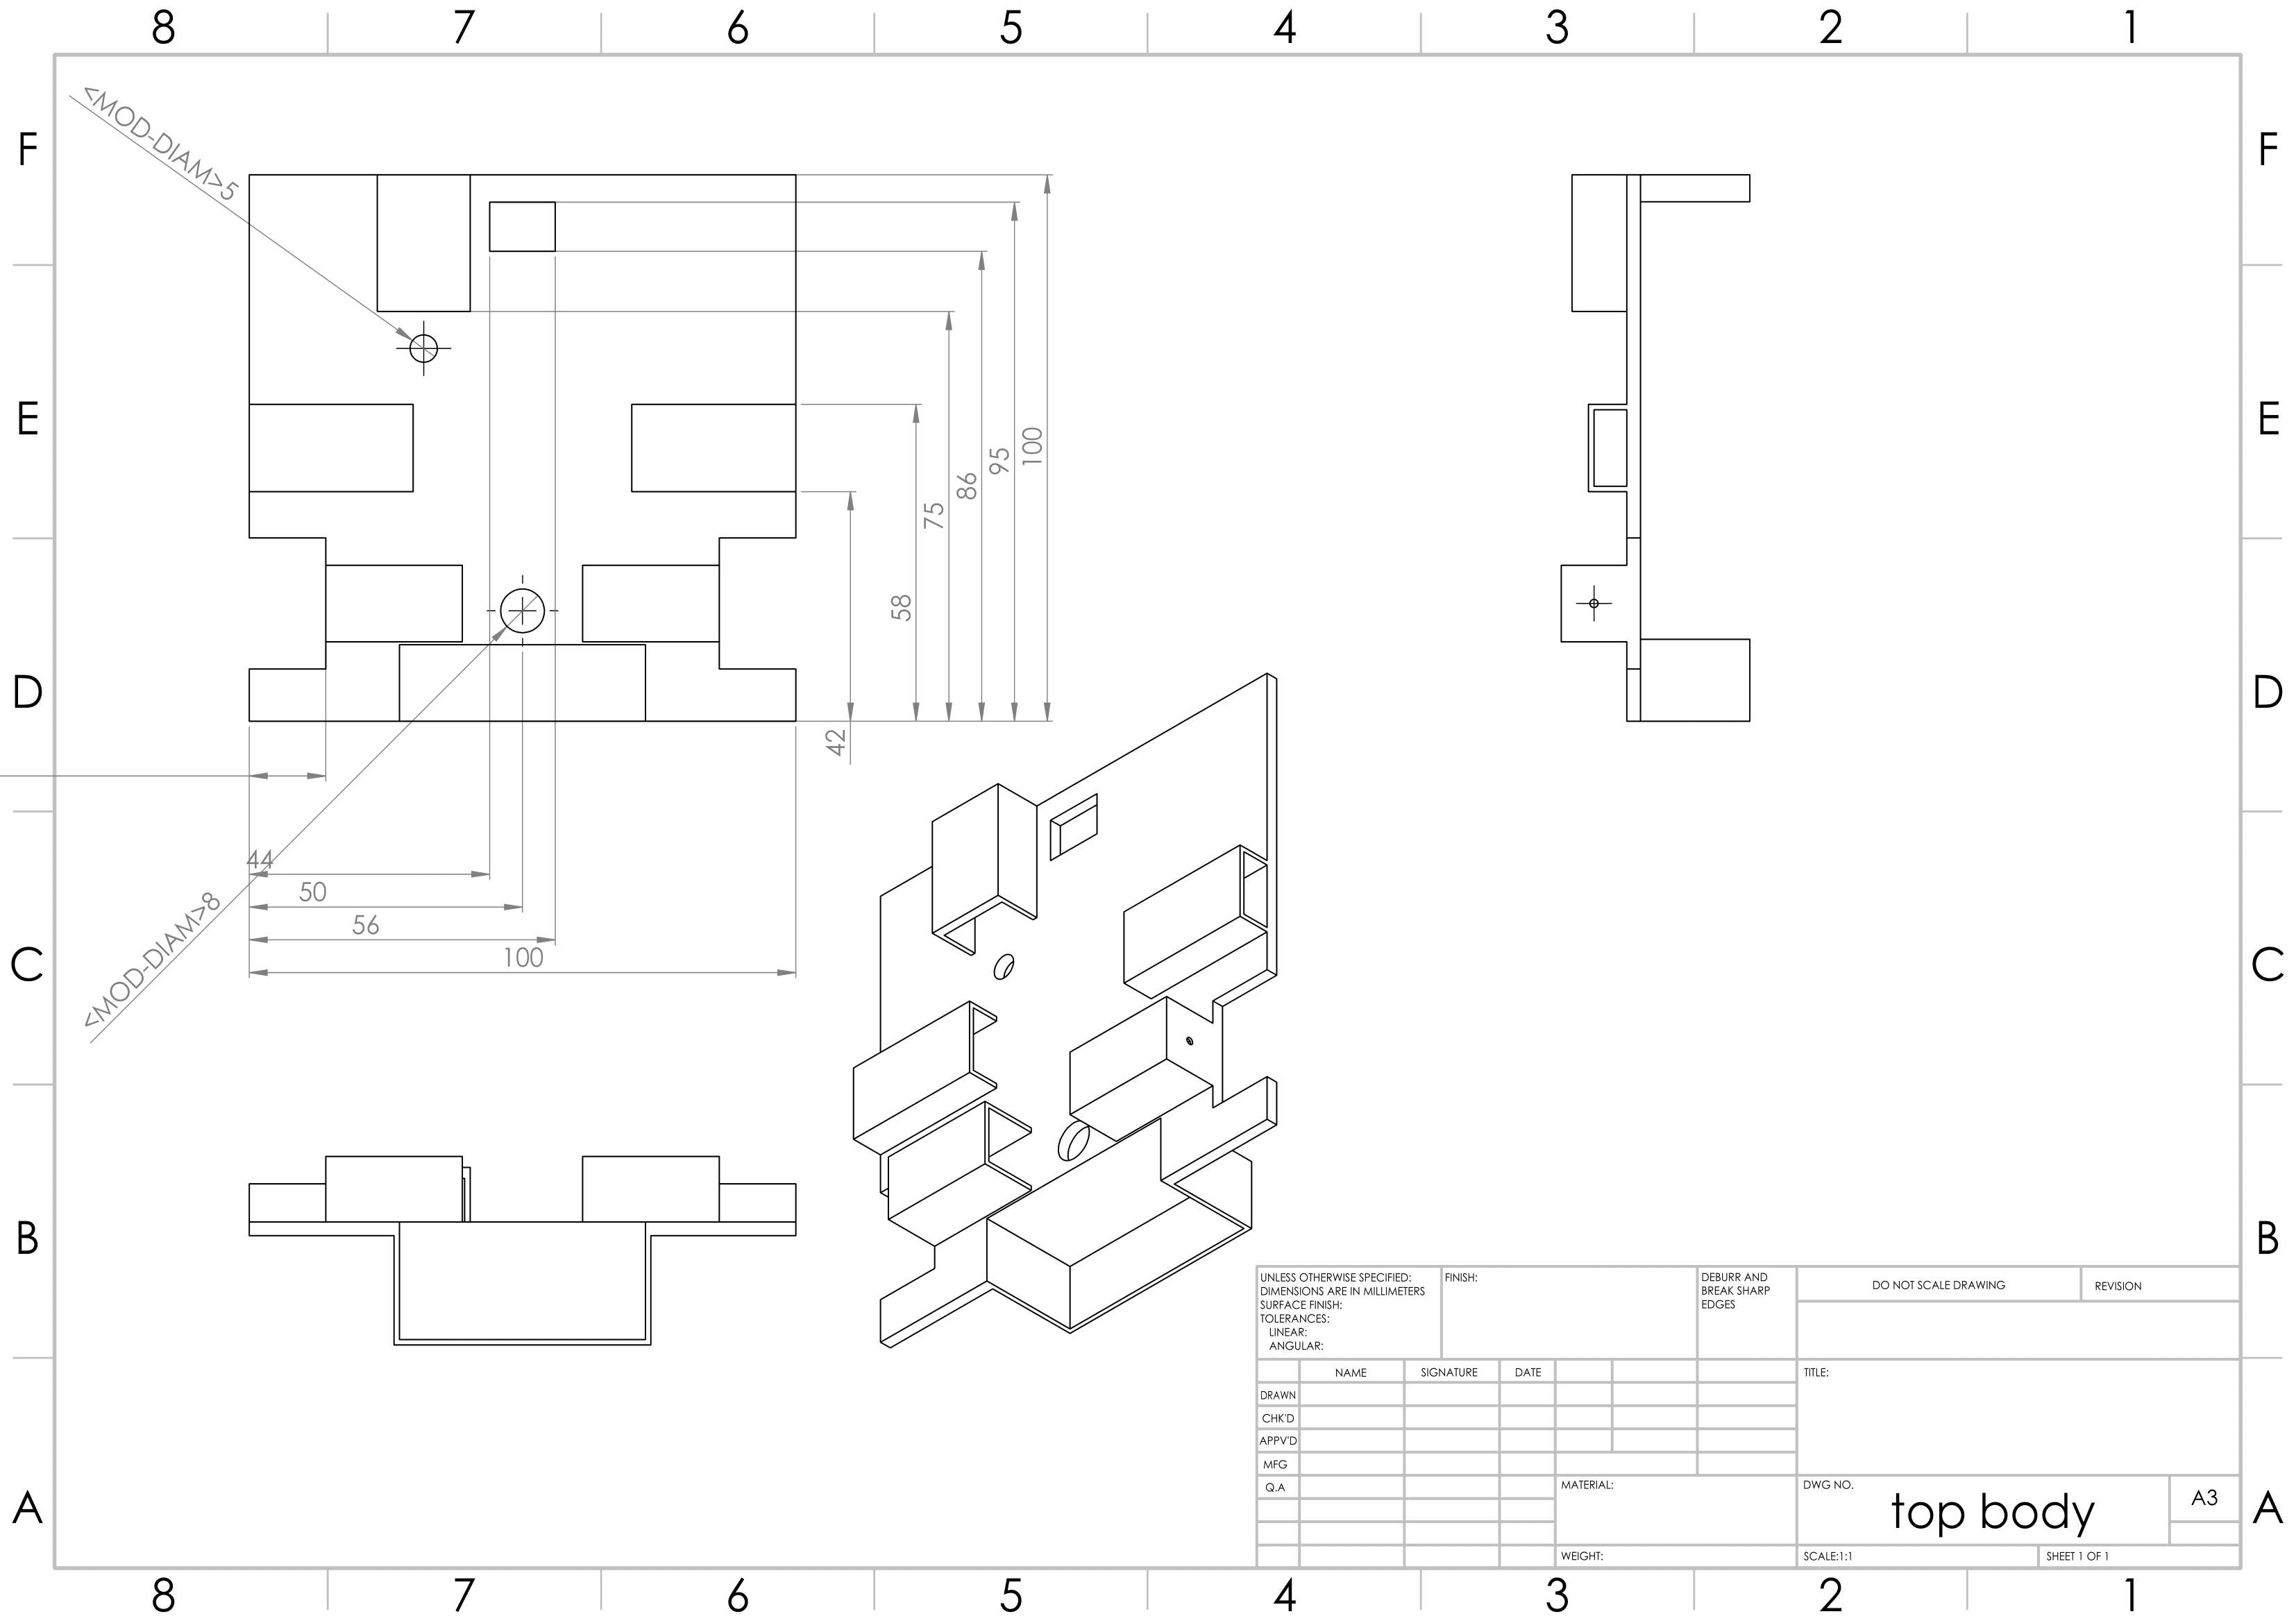 8 7 6 5 4 3 2 1
F F
E E
D D
C C
B B
A A
<MOD-DIAM>5
100
95
86
75
58
42
44
50
56
100
<MOD-DIAM>8
UNLESS OTHERWISE SPECIFIED:
DIMENSIONS ARE IN MILLIMETERS
SURFACE FINISH:
TOLERANCES:
LINEAR:
ANGULAR:
FINISH:
DEBURR AND
BREAK SHARP
EDGES
DO NOT SCALE DRAWING
REVISION
NAME SIGNATURE DATE
DRAWN
CHK'D
APPV'D
MFG
Q.A
TITLE:
MATERIAL:
DWG NO.
top body
A3
WEIGHT:
SCALE:1:1
SHEET 1 OF 1
8 7 6 5 4 3 2 1